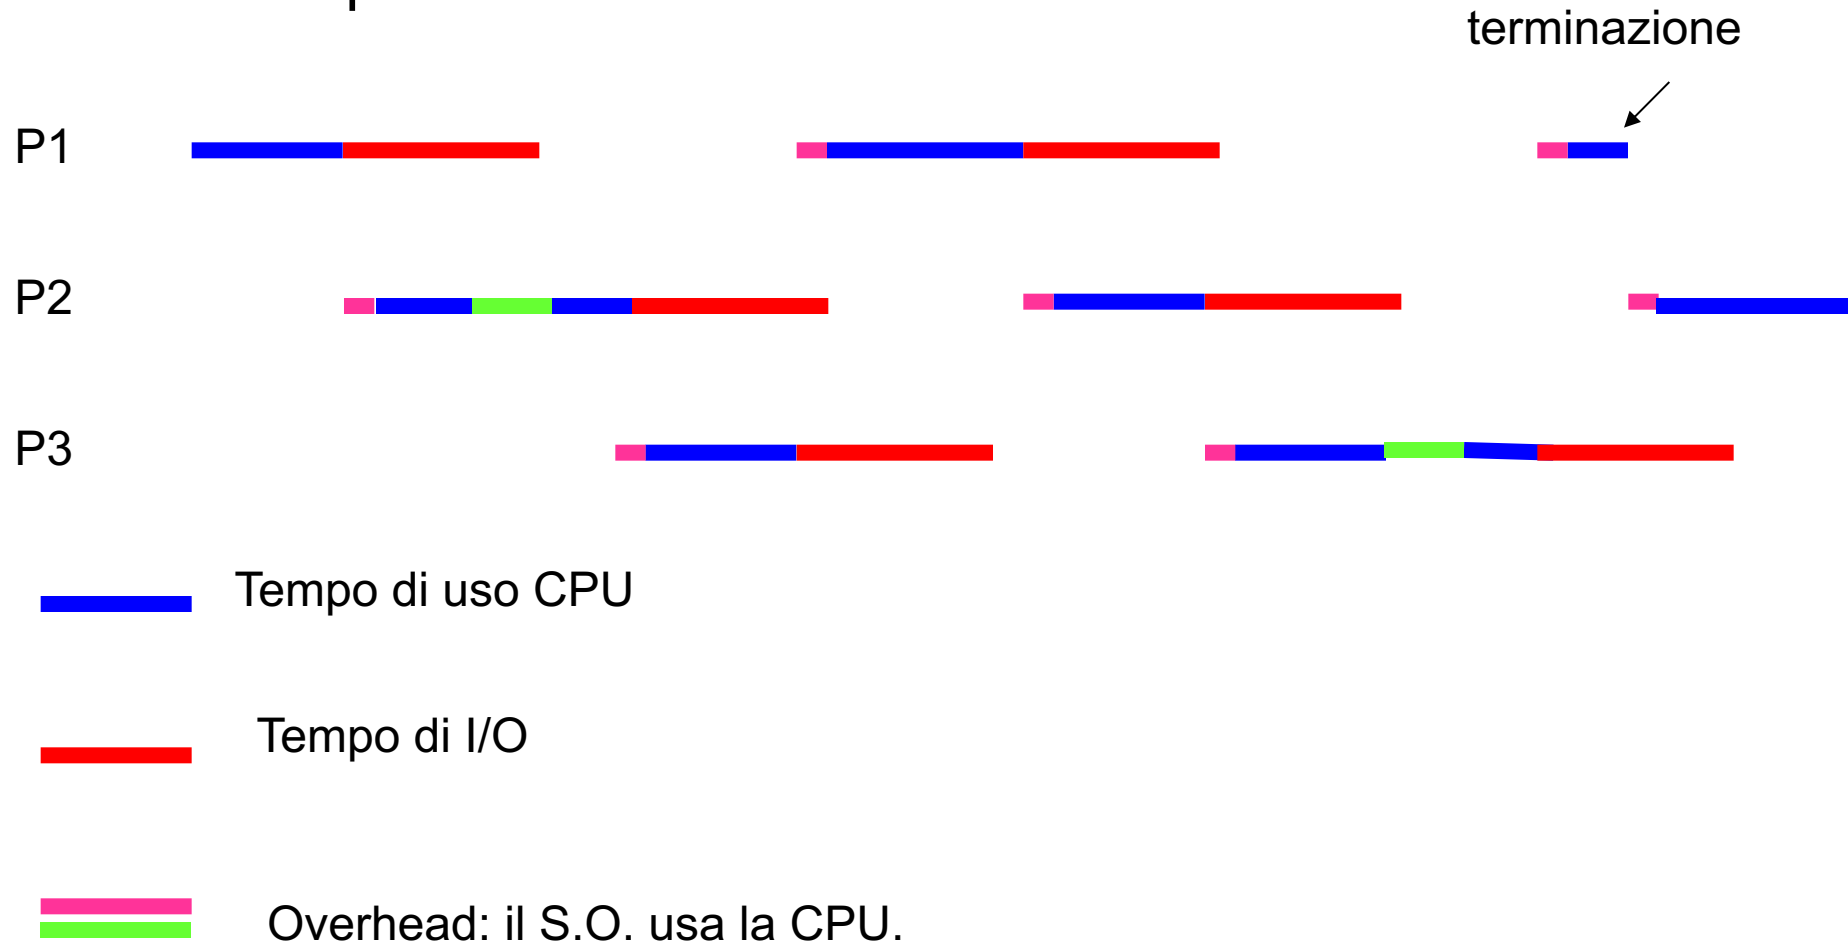 terminazione
P1
P2
P3
Tempo di uso CPU
Tempo di I/O
Overhead: il S.O. usa la CPU.